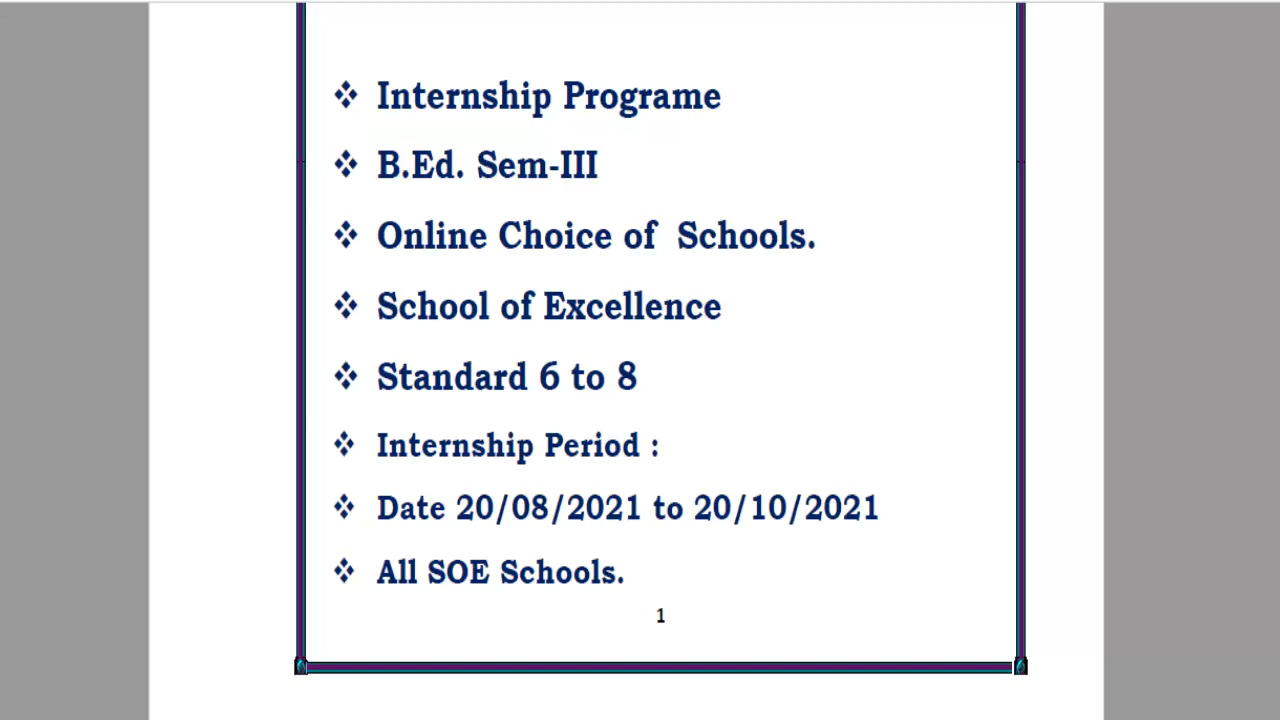 ❖ Internship Programe
❖ B.Ed. Sem-III
❖ Online Choice of Schools.
❖ School of Excellence
❖ Standard 6 to 8
❖ Internship Period :
❖ Date 20/08/2021 to 20/10/2021
❖ All SOE Schools.
1